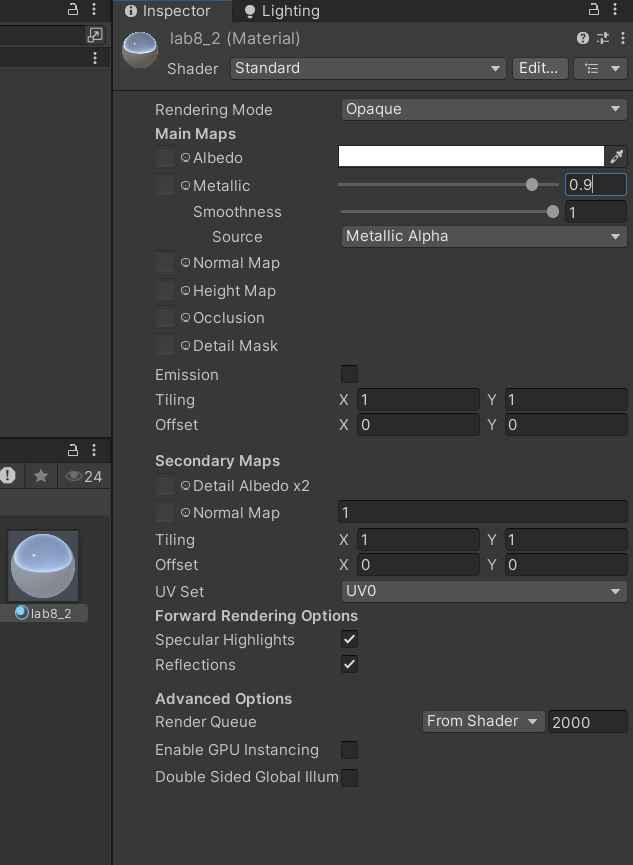 Inspector
Lighting
lab8_2 (Material)
Shader Standard Edit...
Rendering Mode Opaque
Main Maps
Albedo
Metallic 0.9
Smoothness 1
Source Metallic Alpha
Normal Map
Height Map
Occlusion
Detail Mask
Emission
Tiling X 1 Y 1
Offset X 0 Y 0
Secondary Maps
Detail Albedo x2
Normal Map 1
Tiling X 1 Y 1
Offset X 0 Y 0
UV Set UV0
Forward Rendering Options
Specular Highlights
Reflections
Advanced Options
Render Queue From Shader 2000
Enable GPU Instancing
Double Sided Global Illum
24
lab8_2